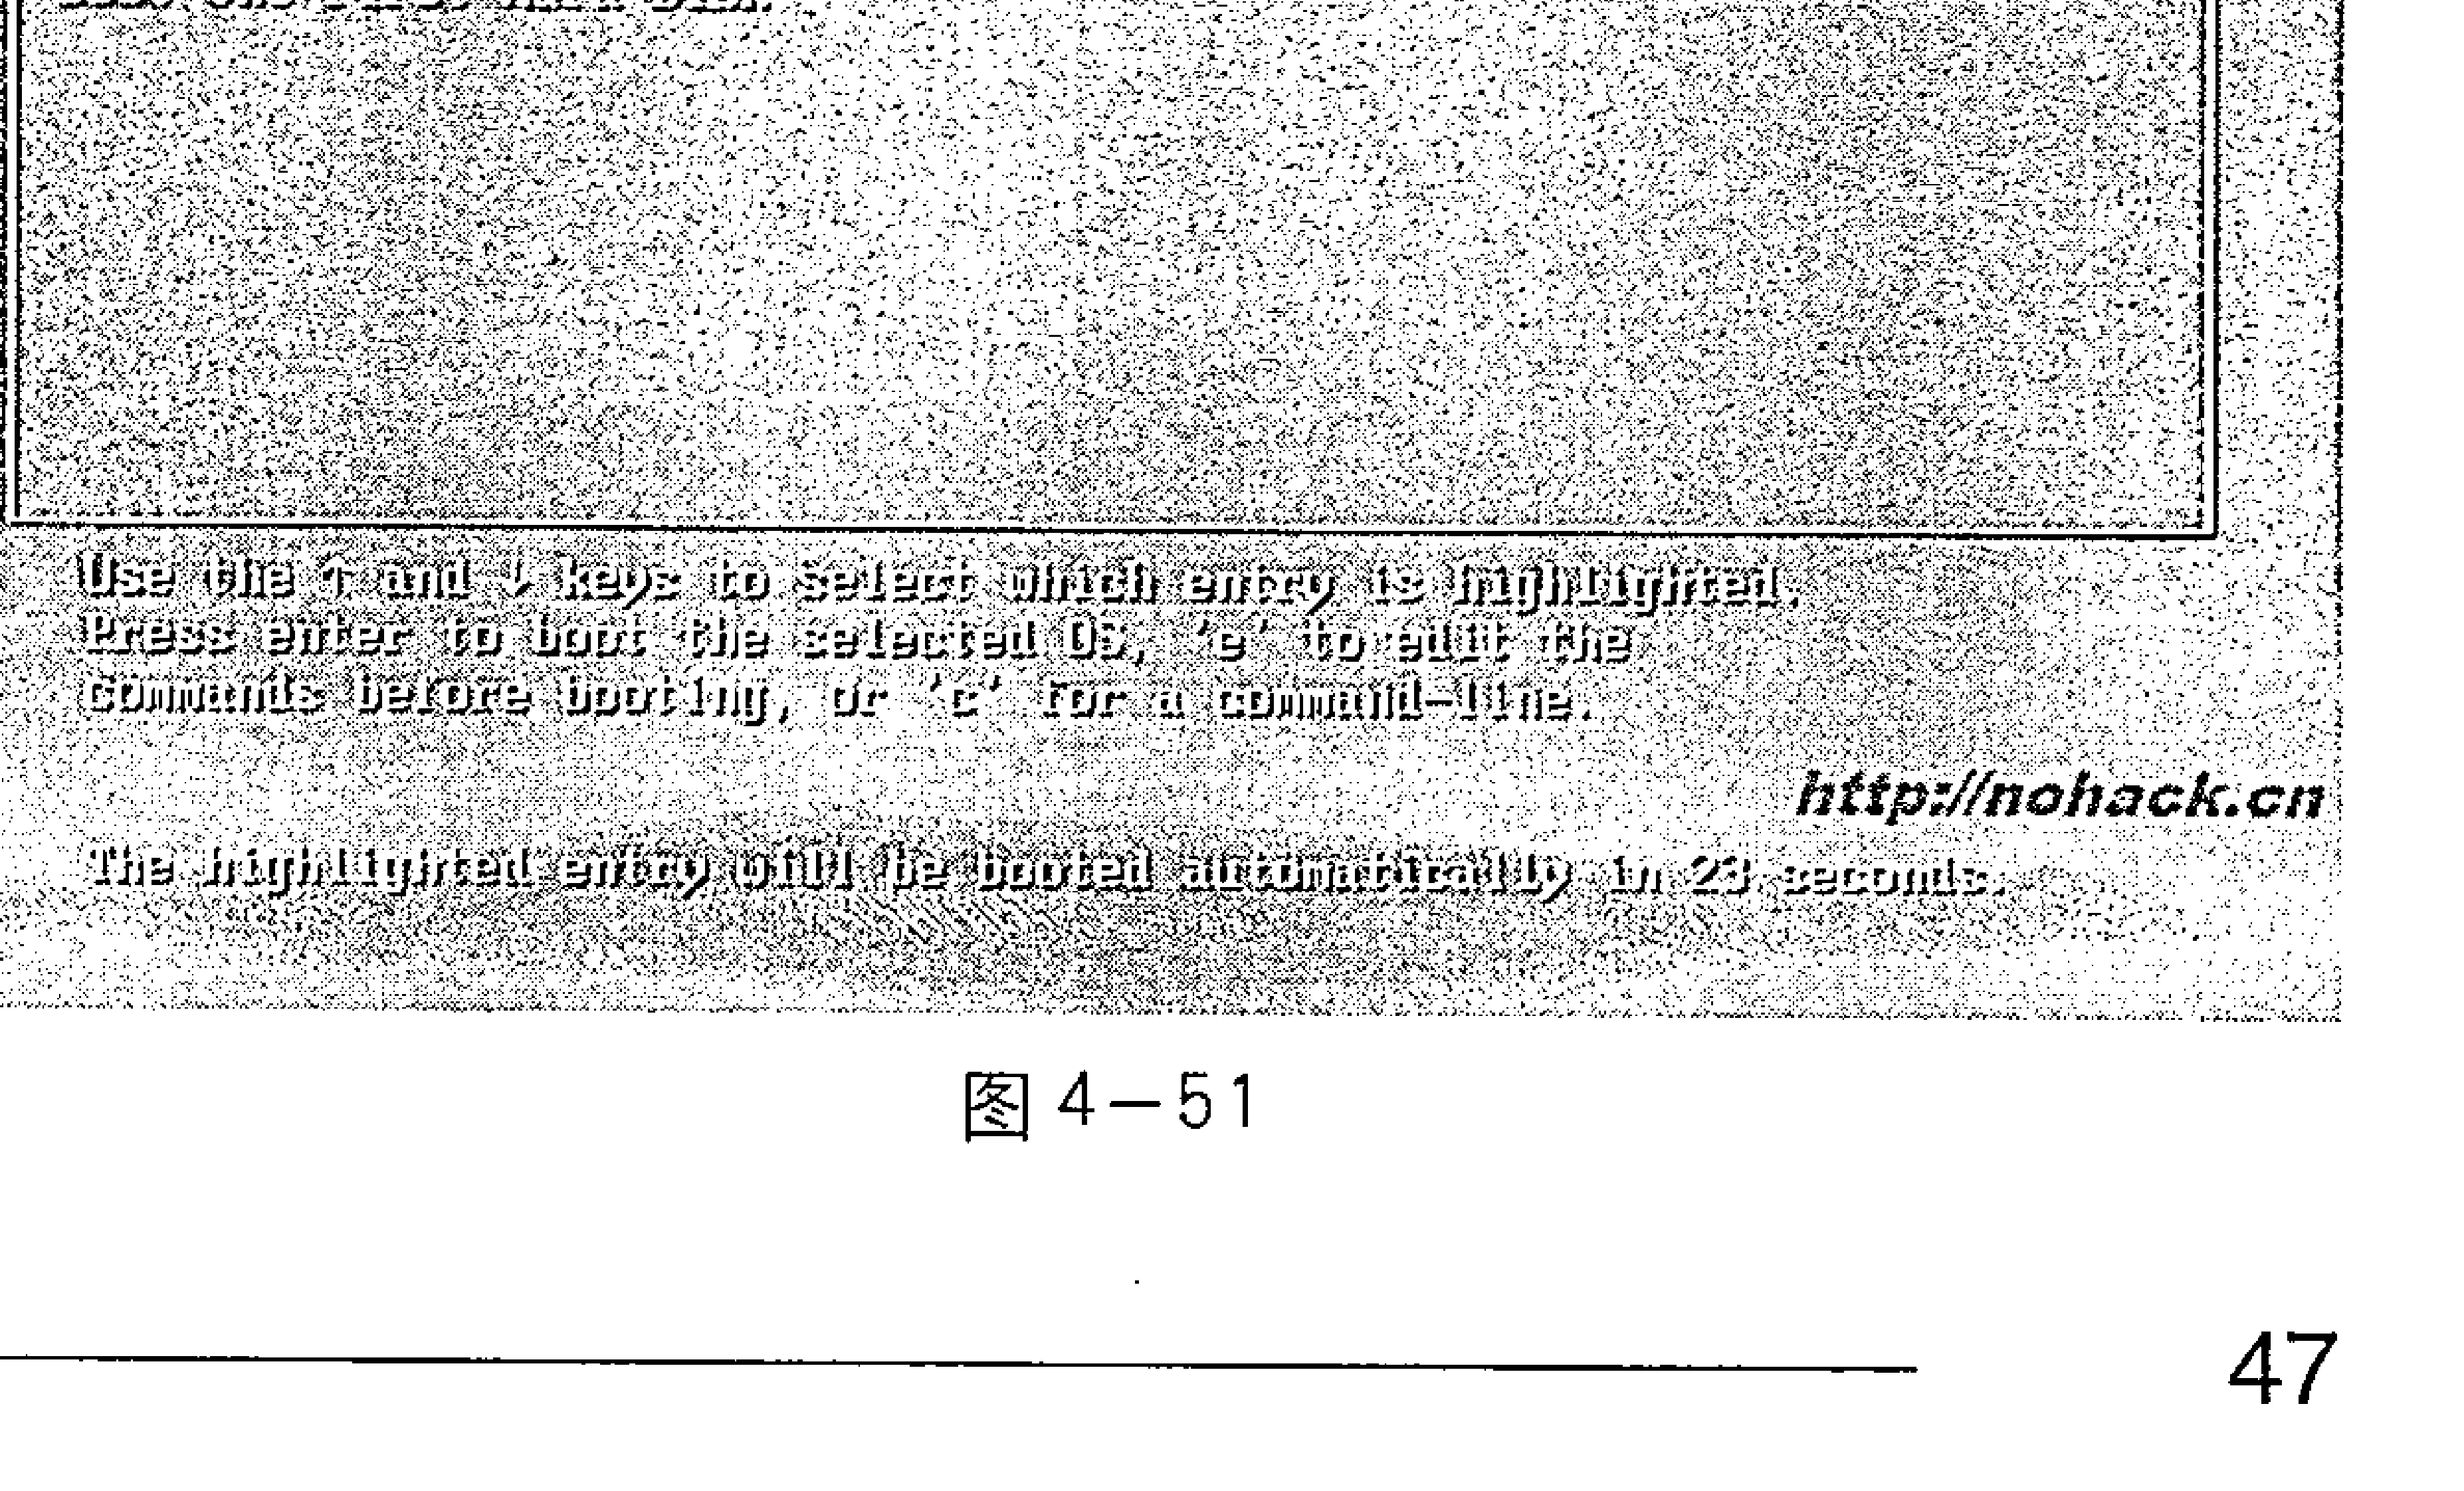 Use the ↑ and ↓ keys to select which entry is highlighted.
Press enter to boot the selected OS, 'e' to edit the
commands before booting, or 'c' for a command-line.
http://nohack.cn
The highlighted entry will be booted automatically in 23 seconds.
图 4-51
47